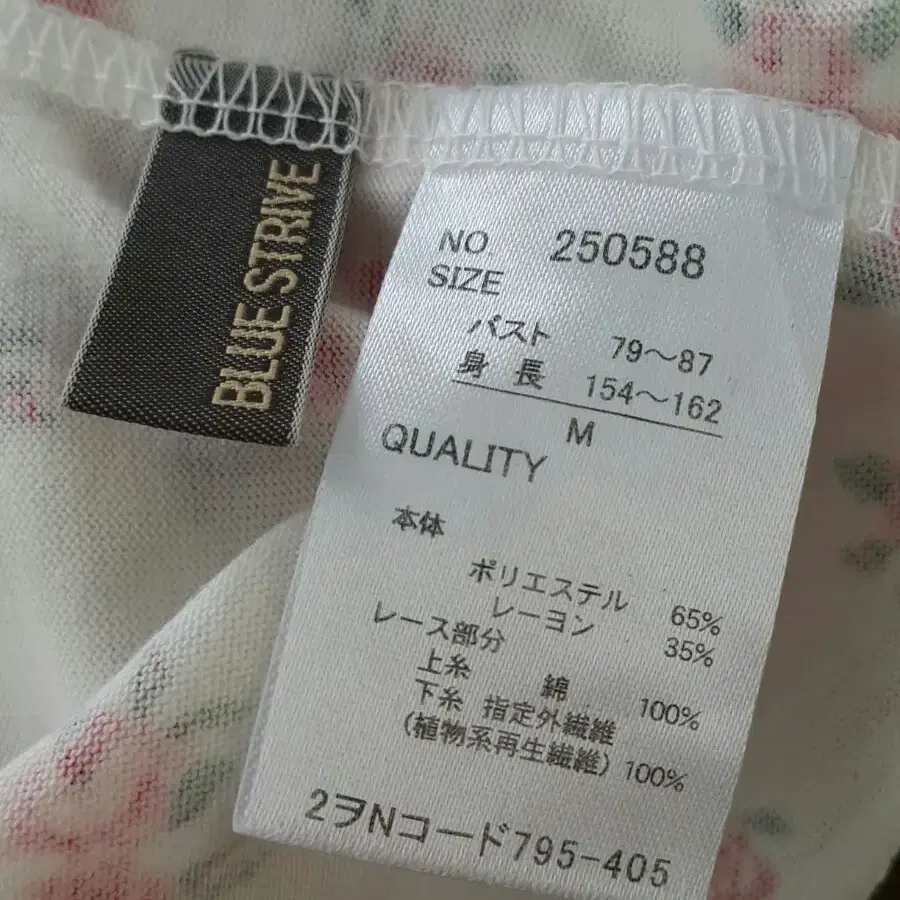 BLUE STRIVE
NO 250588
SIZE
バスト 79～87
身長 154～162
M
QUALITY
本体
ポリエステル 65%
レーヨン 35%
レース部分
上糸 綿 100%
下糸 指定外繊維
(植物系再生繊維) 100%
2ヲNコード795-405